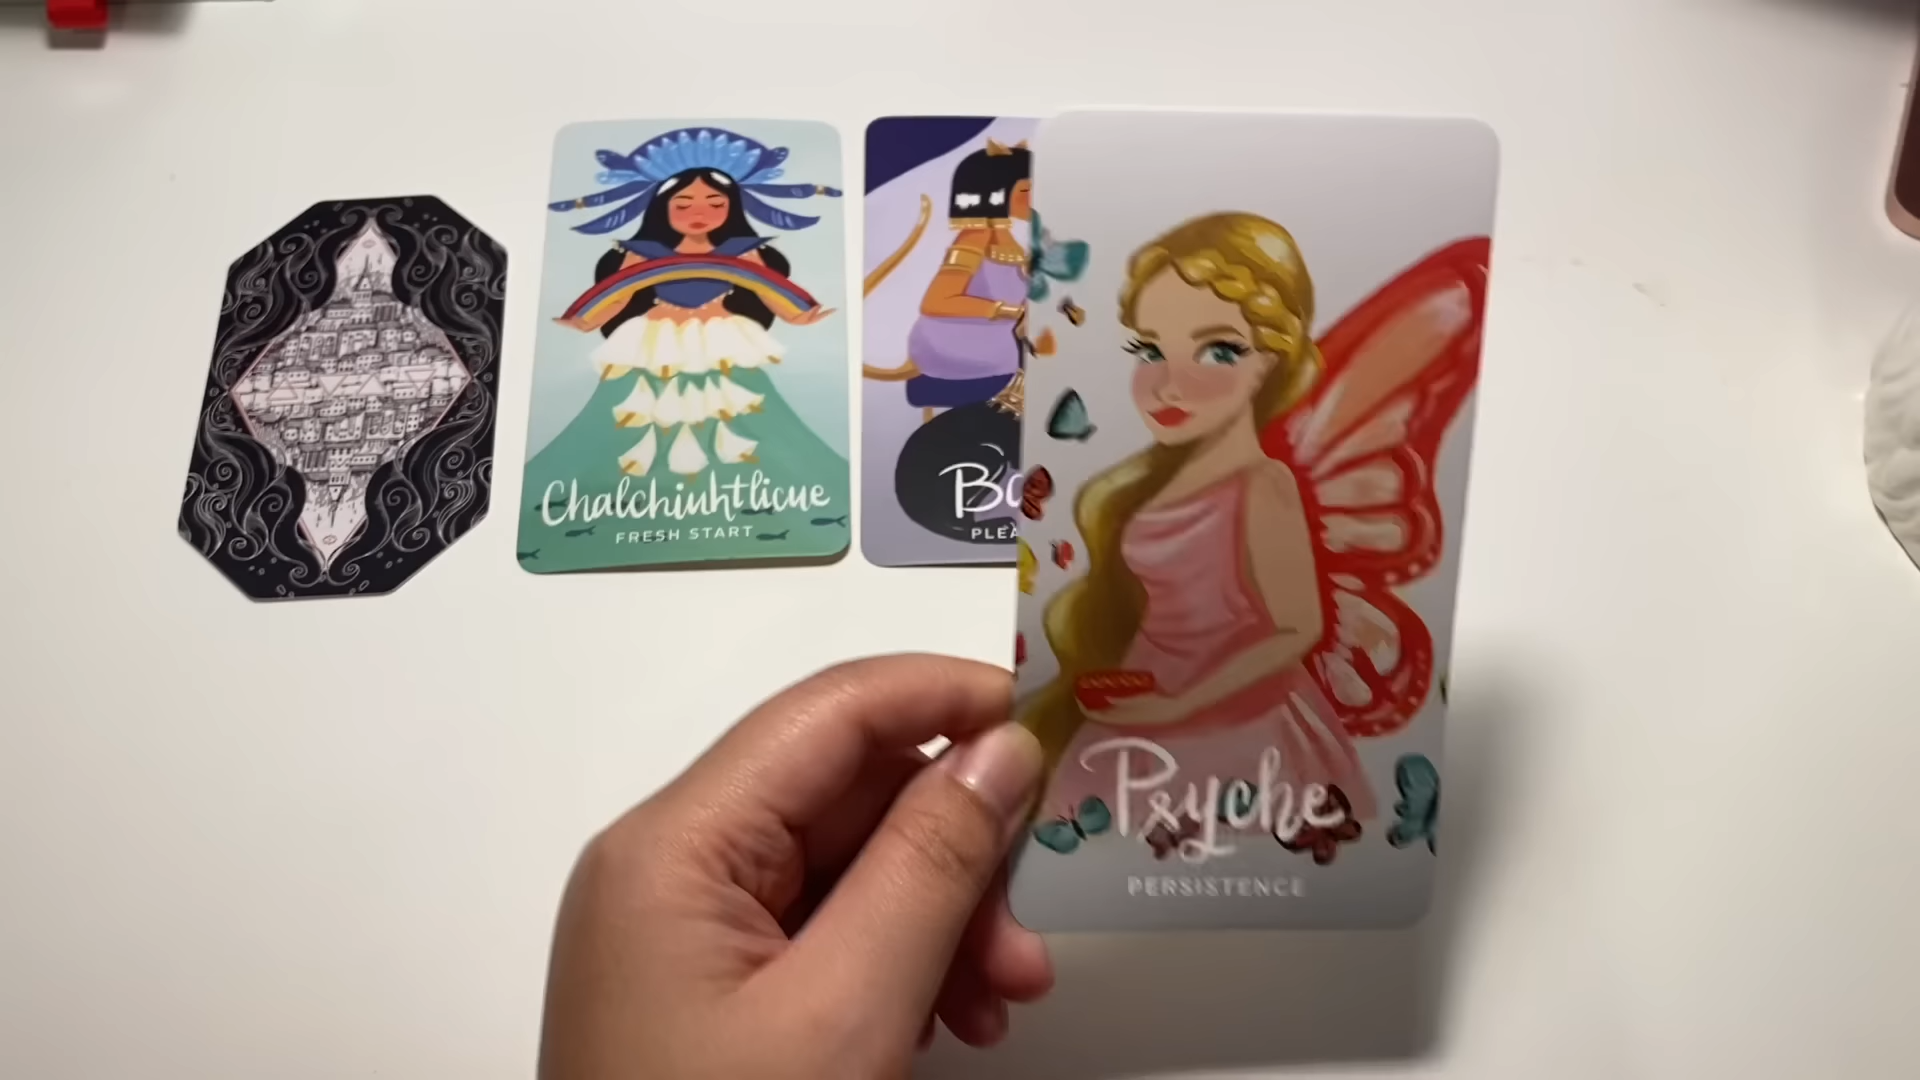 Chalchiuhtlicue
FRESH START
Psyche
PERSISTENCE